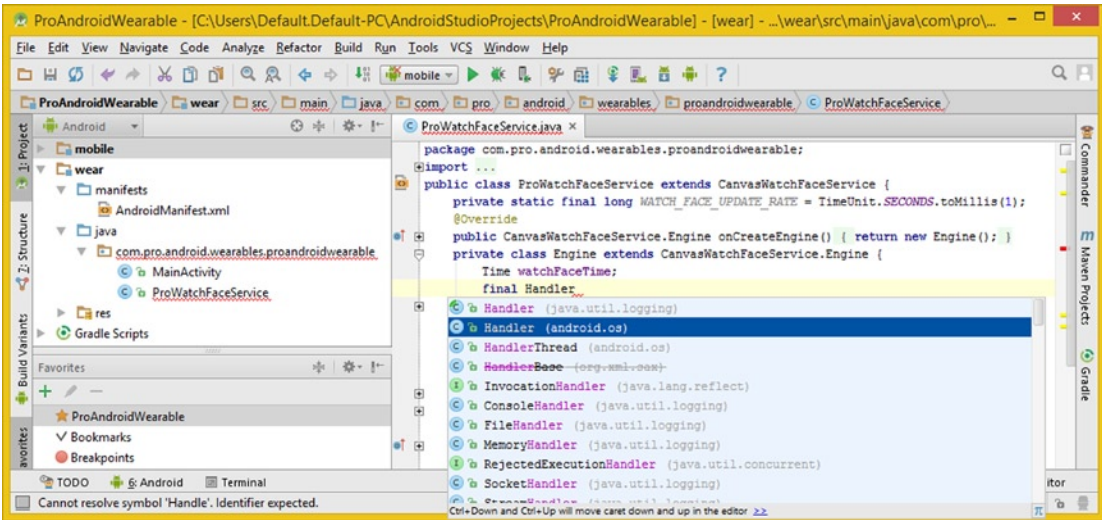 ProAndroidWearable - [C:\Users\Default.Default-PC\AndroidStudioProjects\ProAndroidWearable] - [wear] - ...\wear\src\main\java\com\pro\...
File Edit View Navigate Code Analyze Refactor Build Run Tools VCS Window Help
mobile
ProAndroidWearable wear src main java com pro android wearables proandroidwearable ProWatchFaceService
1: Project
7: Structure
Build Variants
avorites
Android
mobile
wear
manifests
AndroidManifest.xml
java
com.pro.android.wearables.proandroidwearable
MainActivity
ProWatchFaceService
res
Gradle Scripts
Favorites
ProAndroidWearable
Bookmarks
Breakpoints
ProWatchFaceService.java
package com.pro.android.wearables.proandroidwearable;
import ...
public class ProWatchFaceService extends CanvasWatchFaceService {
private static final long WATCH_FACE_UPDATE_RATE = TimeUnit.SECONDS.toMillis(1);
@Override
public CanvasWatchFaceService.Engine onCreateEngine() { return new Engine(); }
private class Engine extends CanvasWatchFaceService.Engine {
Time watchFaceTime;
final Handler
Handler (java.util.logging)
Handler (android.os)
HandlerThread (android.os)
HandlerBase (org.xml.sax)
InvocationHandler (java.lang.reflect)
ConsoleHandler (java.util.logging)
FileHandler (java.util.logging)
MemoryHandler (java.util.logging)
RejectedExecutionHandler (java.util.concurrent)
SocketHandler (java.util.logging)
StreamHandler (java.util.logging)
Ctrl+Down and Ctrl+Up will move caret down and up in the editor >>
π
Commander
m Maven Projects
Gradle
TODO 6: Android Terminal
itor
Cannot resolve symbol 'Handle'. Identifier expected.